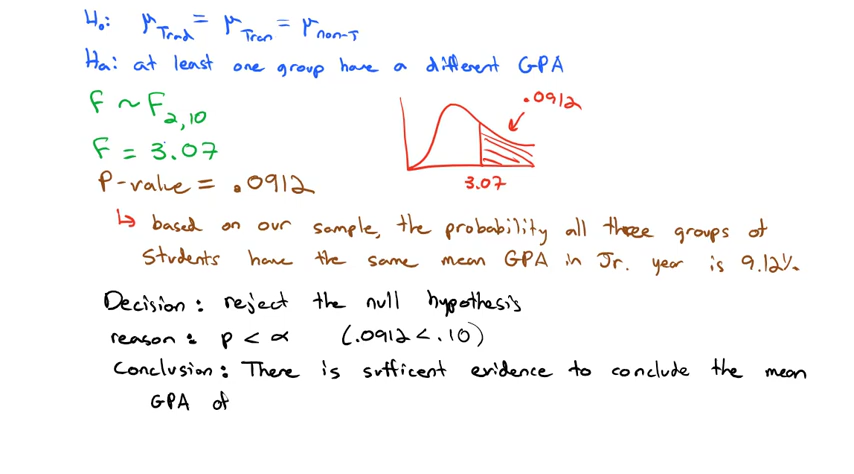 H₀: μ_Trad = μ_Tran = μ_non-T
Ha: at least one group have a different GPA
F ~ F₂,₁₀
.0912
F = 3.07
3.07
P-value = .0912
↳ based on our sample, the probability all three groups of
students have the same mean GPA in Jr. year is 9.12%
Decision: reject the null hypothesis
reason: p < α (.0912 < .10)
Conclusion: There is sufficent evidence to conclude the mean
GPA of